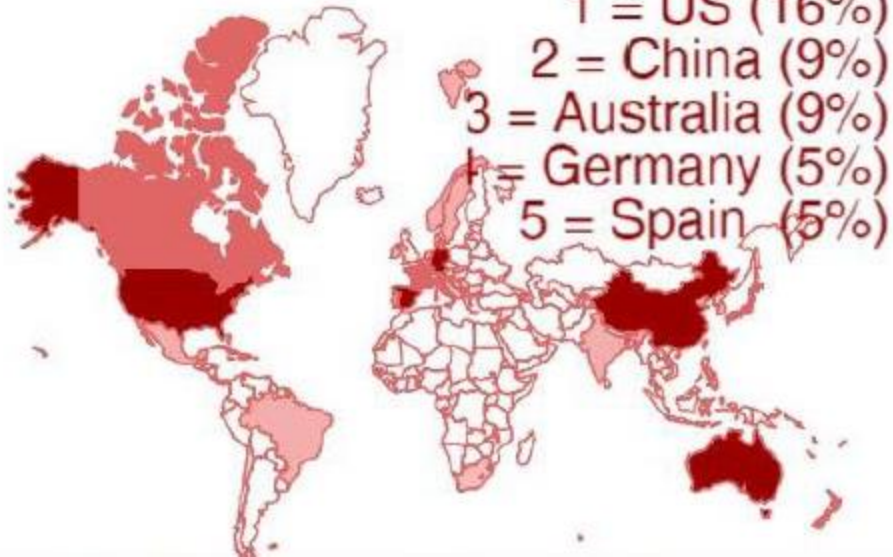 1 = US (16%)
2 = China (9%)
3 = Australia (9%)
= Germany (5%)
5 = Spain (5%)